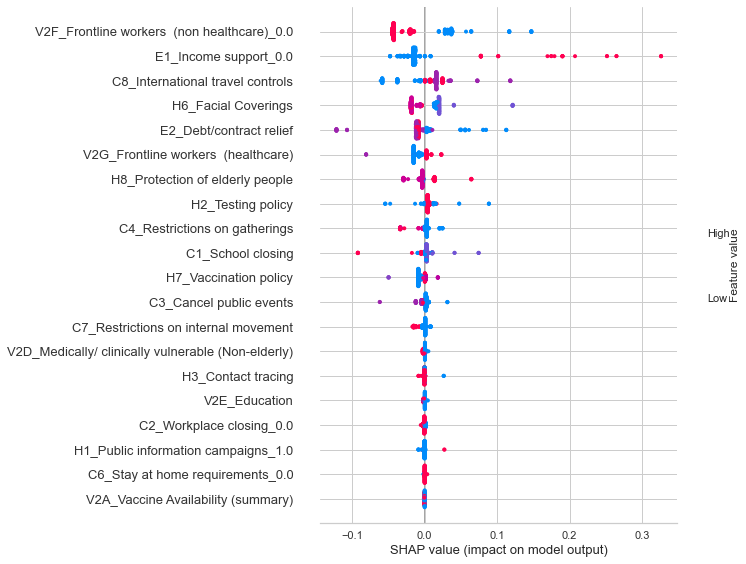 V2F_Frontline workers  (non healthcare)_0.0
E1_Income support_0.0
C8_International travel controls
H6_Facial Coverings
E2_Debt/contract relief
V2G_Frontline workers  (healthcare)
H8_Protection of elderly people
H2_Testing policy
C4_Restrictions on gatherings
C1_School closing
H7_Vaccination policy
C3_Cancel public events
C7_Restrictions on internal movement
V2D_Medically/ clinically vulnerable (Non-elderly)
H3_Contact tracing
V2E_Education
C2_Workplace closing_0.0
H1_Public information campaigns_1.0
C6_Stay at home requirements_0.0
V2A_Vaccine Availability (summary)
−0.1 0.0 0.1 0.2 0.3
SHAP value (impact on model output)
High
Low
Feature value